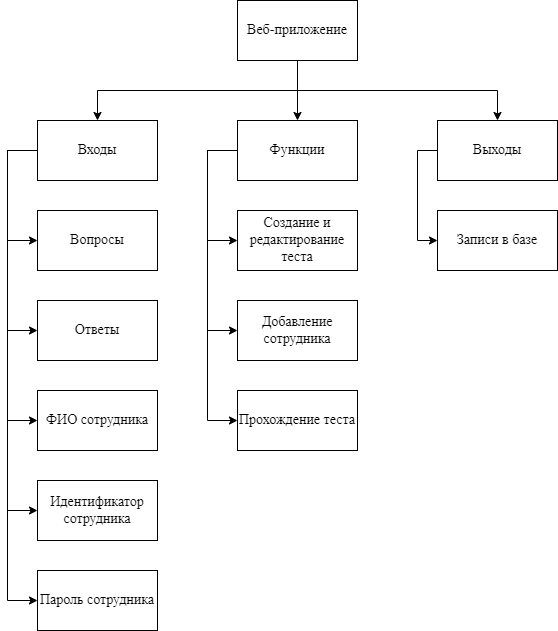 Веб-приложение
Входы
Функции
Выходы
Вопросы
Создание и
редактирование
теста
Записи в базе
Ответы
Добавление
сотрудника
ФИО сотрудника
Прохождение теста
Идентификатор
сотрудника
Пароль сотрудника